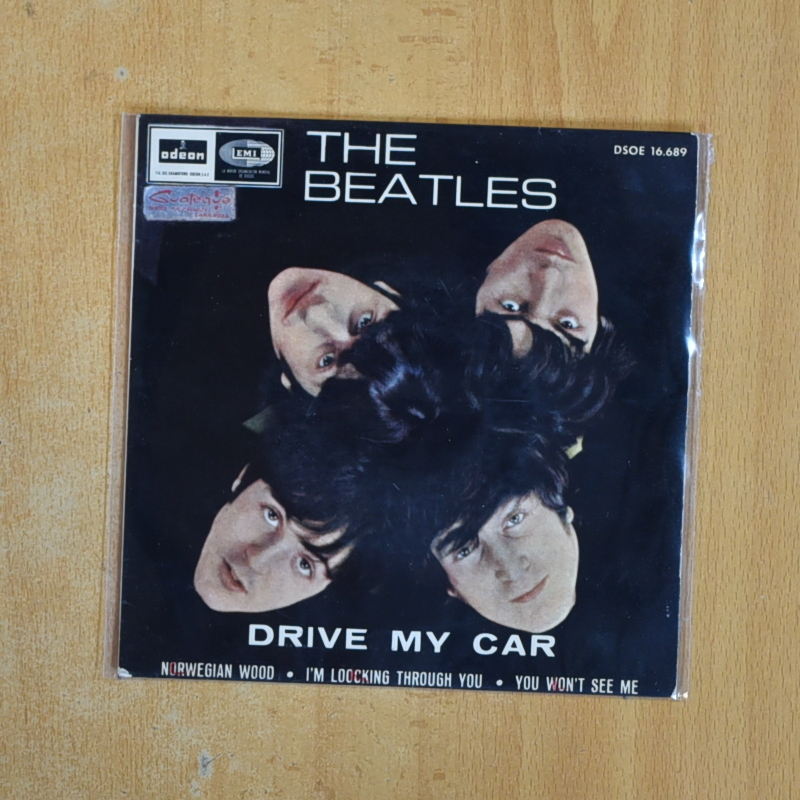 odeon
EMI
THE
BEATLES
DSOE 16.689
DRIVE MY CAR
NORWEGIAN WOOD • I'M LOOCKING THROUGH YOU • YOU WON'T SEE ME